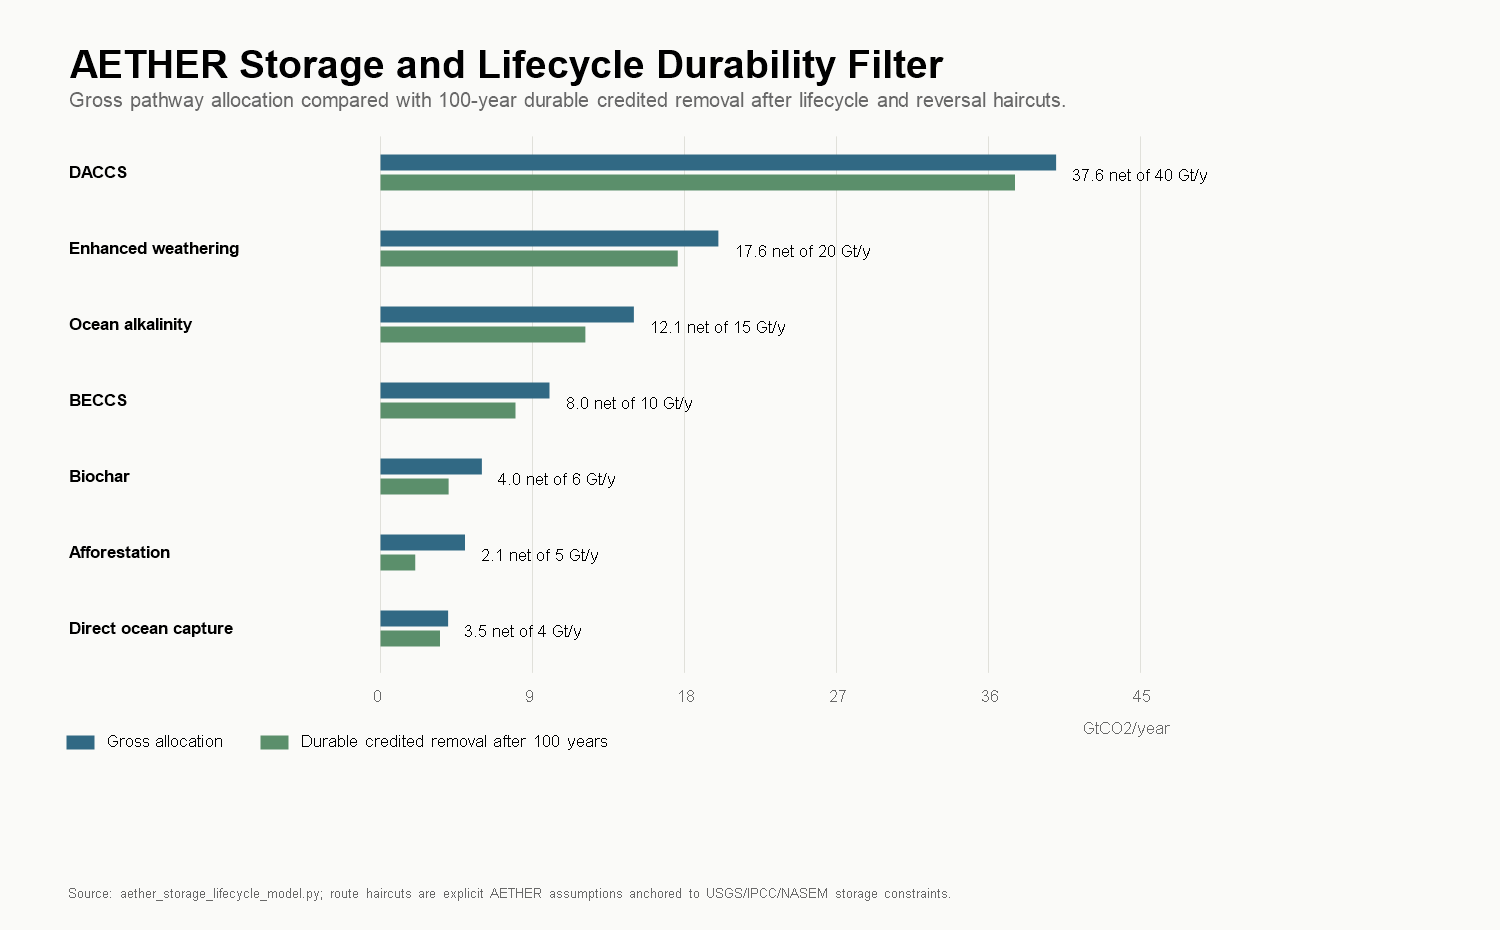 AETHER Storage and Lifecycle Durability Filter
Gross pathway allocation compared with 100-year durable credited removal after lifecycle and reversal haircuts.
DACCS
37.6 net of 40 Gt/y
Enhanced weathering
17.6 net of 20 Gt/y
Ocean alkalinity
12.1 net of 15 Gt/y
BECCS
8.0 net of 10 Gt/y
Biochar
4.0 net of 6 Gt/y
Afforestation
2.1 net of 5 Gt/y
Direct ocean capture
3.5 net of 4 Gt/y
0 9 18 27 36 45
GtCO2/year
Gross allocation Durable credited removal after 100 years
Source: aether_storage_lifecycle_model.py; route haircuts are explicit AETHER assumptions anchored to USGS/IPCC/NASEM storage constraints.